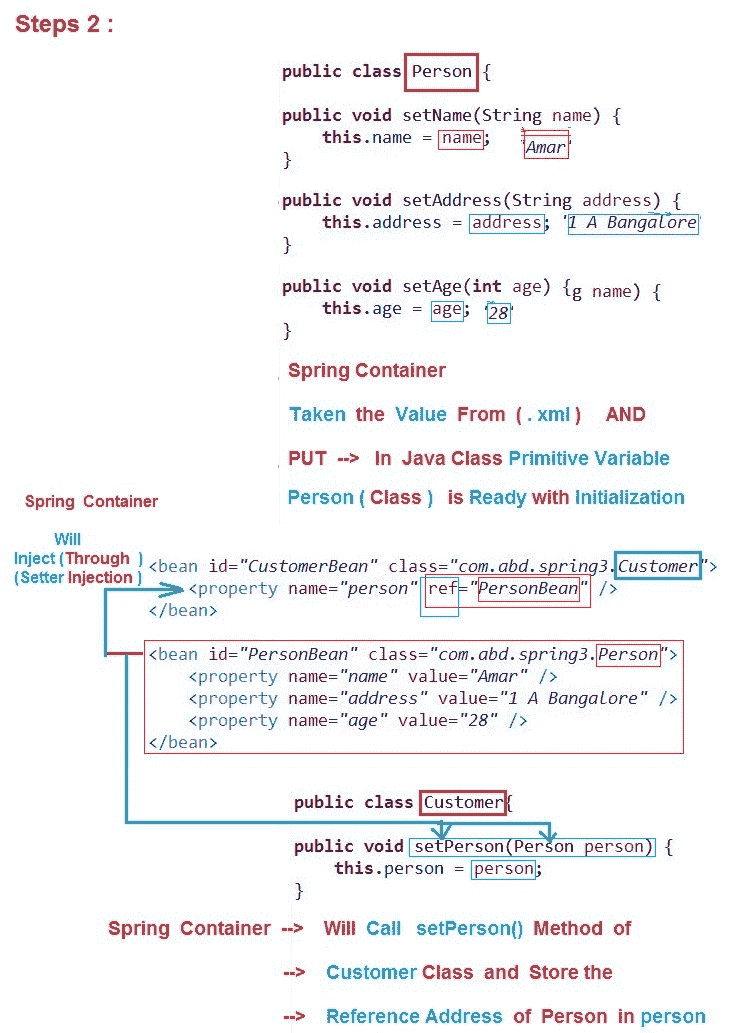 Steps 2 :
public class Person {
public void setName(String name) {
this.name = name; Amar
}
public void setAddress(String address) {
this.address = address; '1 A Bangalore'
}
public void setAge(int age) {g name) {
this.age = age; '28'
}
Spring Container
Taken the Value From ( . xml ) AND
PUT --> In Java Class Primitive Variable
Person ( Class ) is Ready with Initialization
Spring Container
Will
Inject (Through )
(Setter Injection )
<bean id="CustomerBean" class="com.abd.spring3.Customer">
<property name="person" ref="PersonBean" />
</bean>
<bean id="PersonBean" class="com.abd.spring3.Person">
<property name="name" value="Amar" />
<property name="address" value="1 A Bangalore" />
<property name="age" value="28" />
</bean>
public class Customer{
public void setPerson(Person person) {
this.person = person;
}
Spring Container --> Will Call setPerson() Method of
--> Customer Class and Store the
--> Reference Address of Person in person